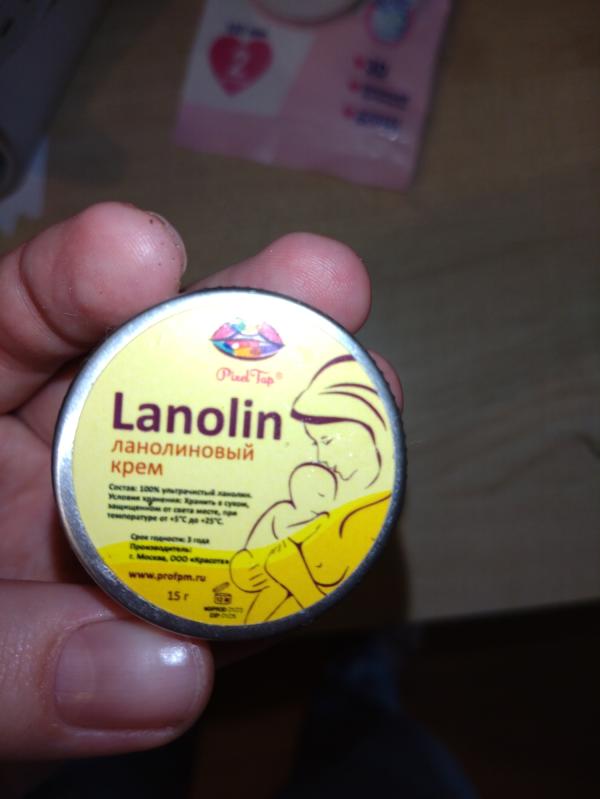 2
Pixel Tap®
Lanolin
ланолиновый
крем
Состав: 100% ультрачистый ланолин.
Условия хранения: Хранить в сухом,
защищенном от света месте, при
температуре от +5°С до +25°С.
Срок годности: 3 года
Производитель:
г. Москва, ООО «Красота»
www.profpm.ru
15 г